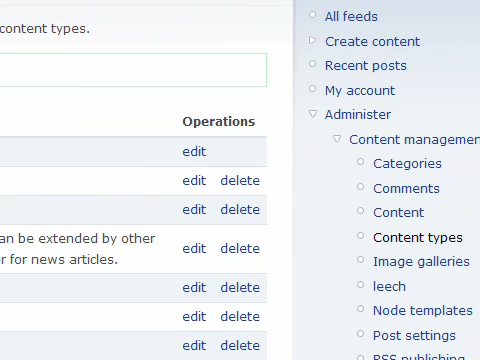 content types.
Operations
edit
edit delete
edit delete
an be extended by other
r for news articles.
edit delete
edit delete
edit delete
edit delete
All feeds
Create content
Recent posts
My account
Administer
Content managemen
Categories
Comments
Content
Content types
Image galleries
leech
Node templates
Post settings
RSS publishing